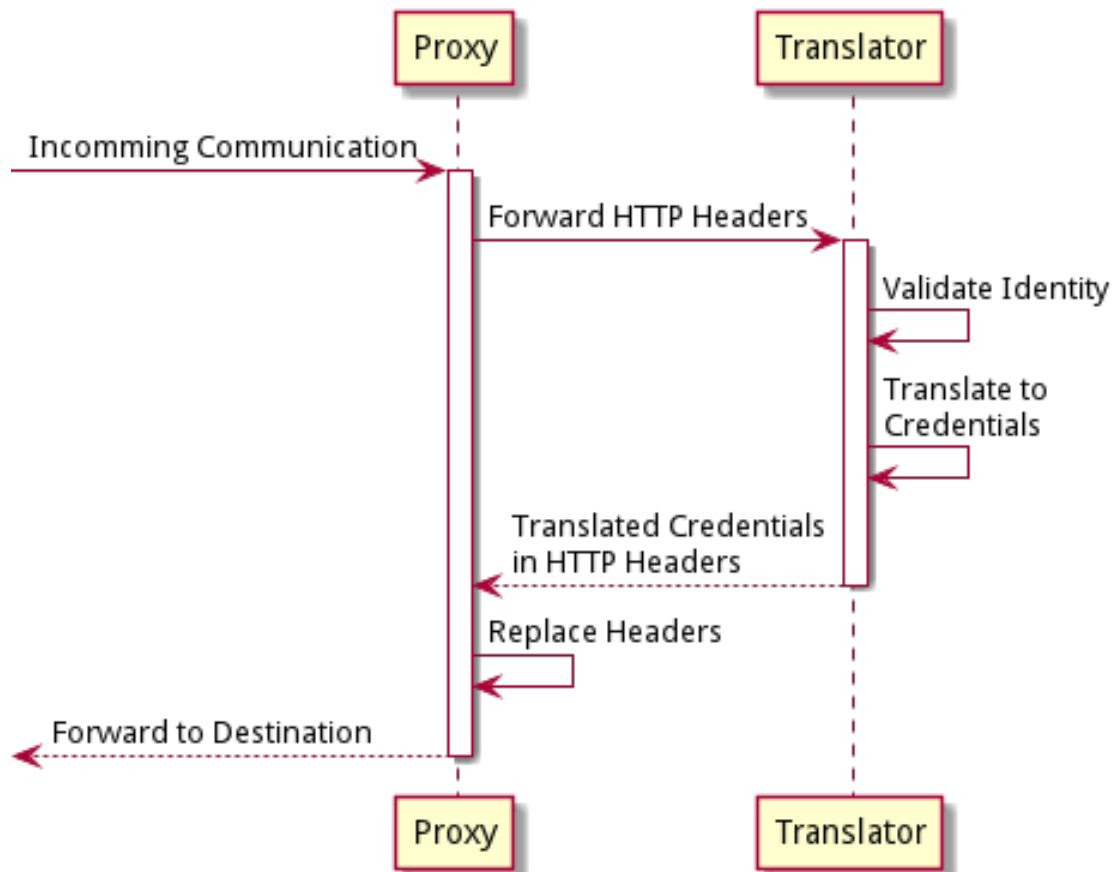 Proxy
Translator
Incomming Communication
Forward HTTP Headers
Validate Identity
Translate to
Credentials
Translated Credentials
in HTTP Headers
Replace Headers
Forward to Destination
Proxy
Translator